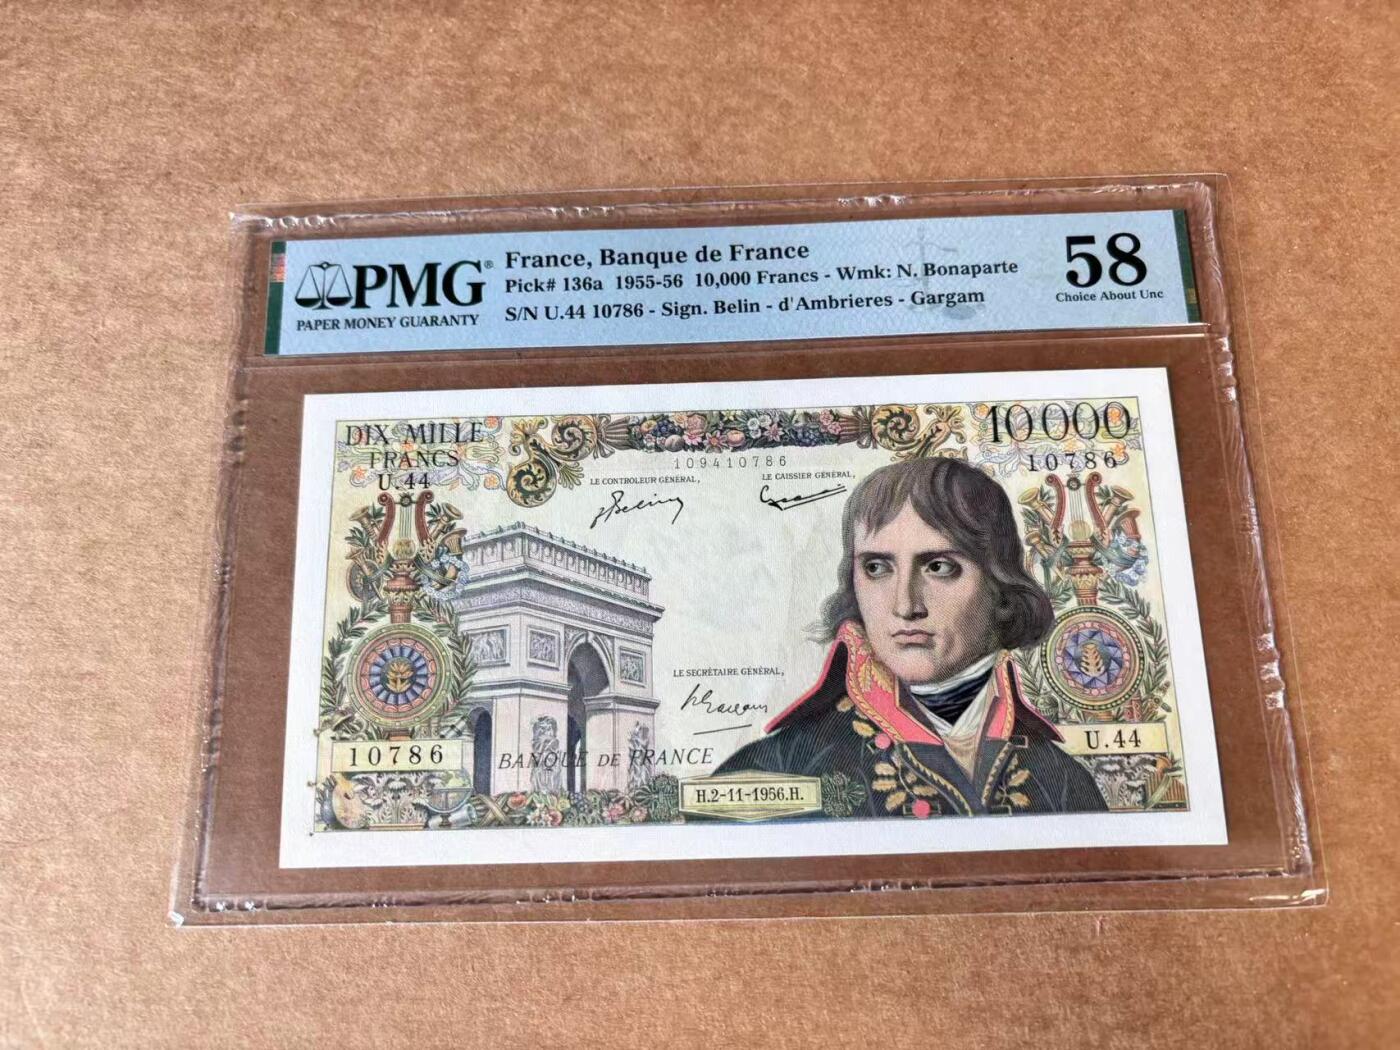 PMG®
PAPER MONEY GUARANTY
France, Banque de France
Pick# 136a 1955-56 10,000 Francs - Wmk: N. Bonaparte
S/N U.44 10786 - Sign. Belin - d'Ambrieres - Gargam
58
Choice About Unc
DIX MILLE
FRANCS
U.44
10000
10786
109410786
LE CONTROLEUR GÉNÉRAL,
LE CAISSIER GÉNÉRAL,
LE SECRÉTAIRE GÉNÉRAL,
10786
BANQUE DE FRANCE
U.44
H.2-11-1956.H.